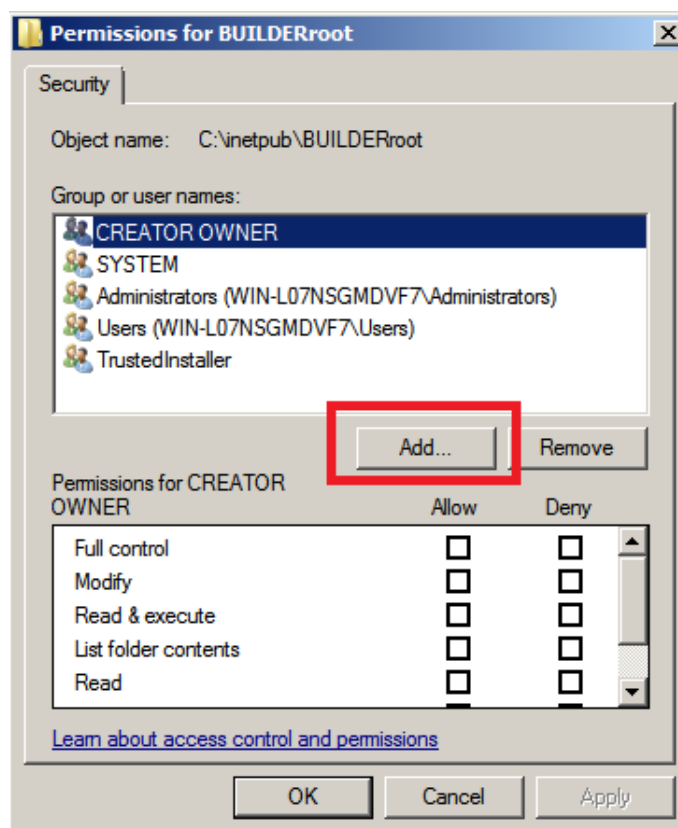 Permissions for BUILDERroot
Security
Object name: C:\inetpub\BUILDERroot
Group or user names:
CREATOR OWNER
SYSTEM
Administrators (WIN-L07NSGMDVF7\Administrators)
Users (WIN-L07NSGMDVF7\Users)
TrustedInstaller
Add... Remove
Permissions for CREATOR
OWNER Allow Deny
Full control
Modify
Read & execute
List folder contents
Read
Learn about access control and permissions
OK Cancel Apply